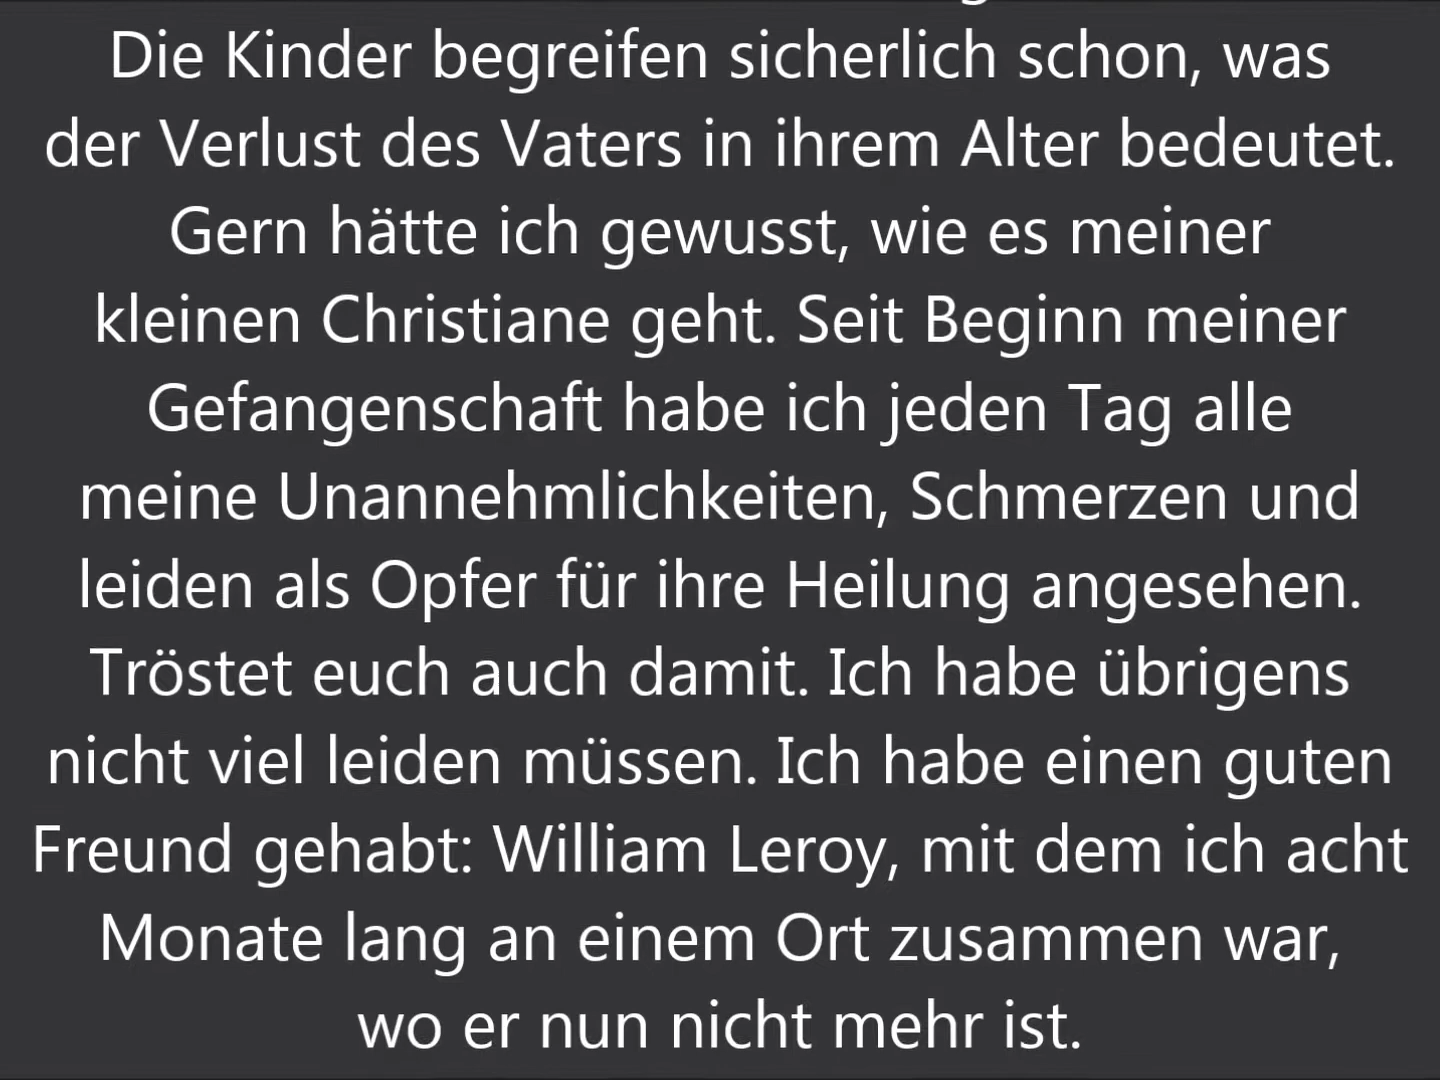 Die Kinder begreifen sicherlich schon, was
der Verlust des Vaters in ihrem Alter bedeutet.
Gern hätte ich gewusst, wie es meiner
kleinen Christiane geht. Seit Beginn meiner
Gefangenschaft habe ich jeden Tag alle
meine Unannehmlichkeiten, Schmerzen und
leiden als Opfer für ihre Heilung angesehen.
Tröstet euch auch damit. Ich habe übrigens
nicht viel leiden müssen. Ich habe einen guten
Freund gehabt: William Leroy, mit dem ich acht
Monate lang an einem Ort zusammen war,
wo er nun nicht mehr ist.